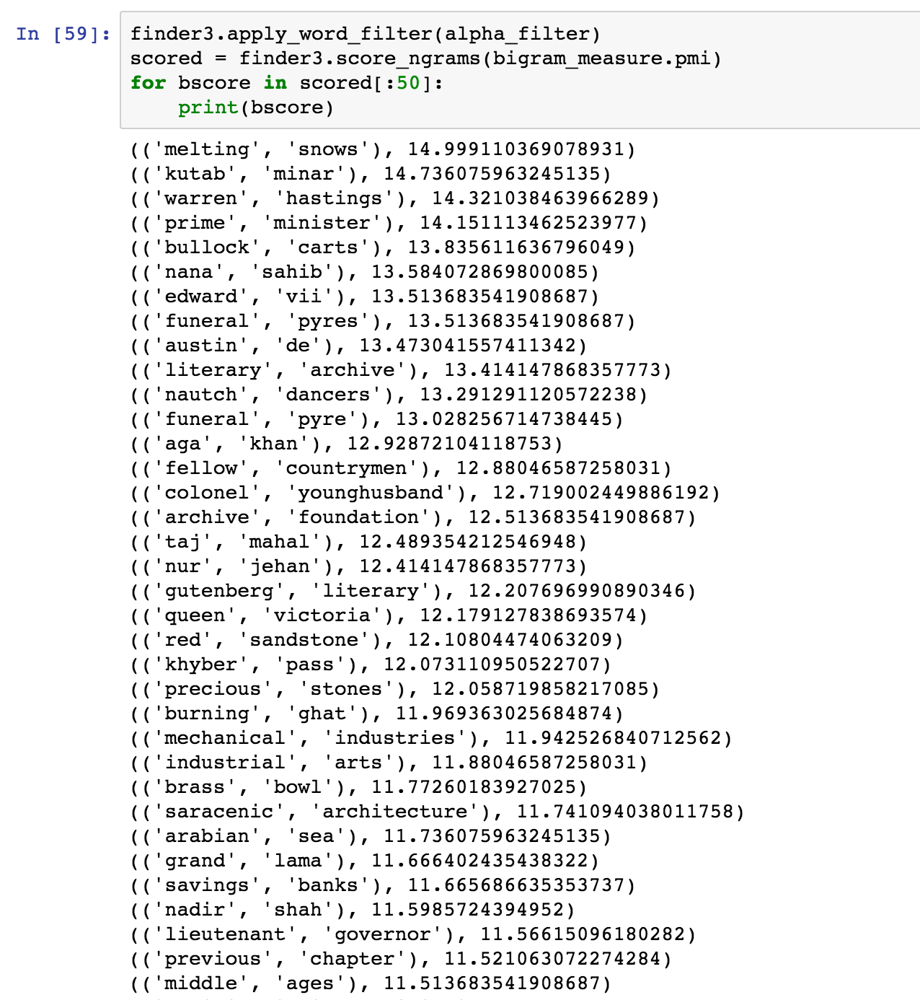 In [59]: finder3.apply_word_filter(alpha_filter)
scored = finder3.score_ngrams(bigram_measure.pmi)
for bscore in scored[:50]:
    print(bscore)
(('melting', 'snows'), 14.999110369078931)
(('kutab', 'minar'), 14.736075963245135)
(('warren', 'hastings'), 14.321038463966289)
(('prime', 'minister'), 14.151113462523977)
(('bullock', 'carts'), 13.835611636796049)
(('nana', 'sahib'), 13.584072869800085)
(('edward', 'vii'), 13.513683541908687)
(('funeral', 'pyres'), 13.513683541908687)
(('austin', 'de'), 13.473041557411342)
(('literary', 'archive'), 13.414147868357773)
(('nautch', 'dancers'), 13.291291120572238)
(('funeral', 'pyre'), 13.028256714738445)
(('aga', 'khan'), 12.92872104118753)
(('fellow', 'countrymen'), 12.88046587258031)
(('colonel', 'younghusband'), 12.719002449886192)
(('archive', 'foundation'), 12.513683541908687)
(('taj', 'mahal'), 12.489354212546948)
(('nur', 'jehan'), 12.414147868357773)
(('gutenberg', 'literary'), 12.207696990890346)
(('queen', 'victoria'), 12.179127838693574)
(('red', 'sandstone'), 12.10804474063209)
(('khyber', 'pass'), 12.073110950522707)
(('precious', 'stones'), 12.058719858217085)
(('burning', 'ghat'), 11.969363025684874)
(('mechanical', 'industries'), 11.942526840712562)
(('industrial', 'arts'), 11.88046587258031)
(('brass', 'bowl'), 11.77260183927025)
(('saracenic', 'architecture'), 11.741094038011758)
(('arabian', 'sea'), 11.736075963245135)
(('grand', 'lama'), 11.666402435438322)
(('savings', 'banks'), 11.665686635353737)
(('nadir', 'shah'), 11.5985724394952)
(('lieutenant', 'governor'), 11.56615096180282)
(('previous', 'chapter'), 11.521063072274284)
(('middle', 'ages'), 11.513683541908687)